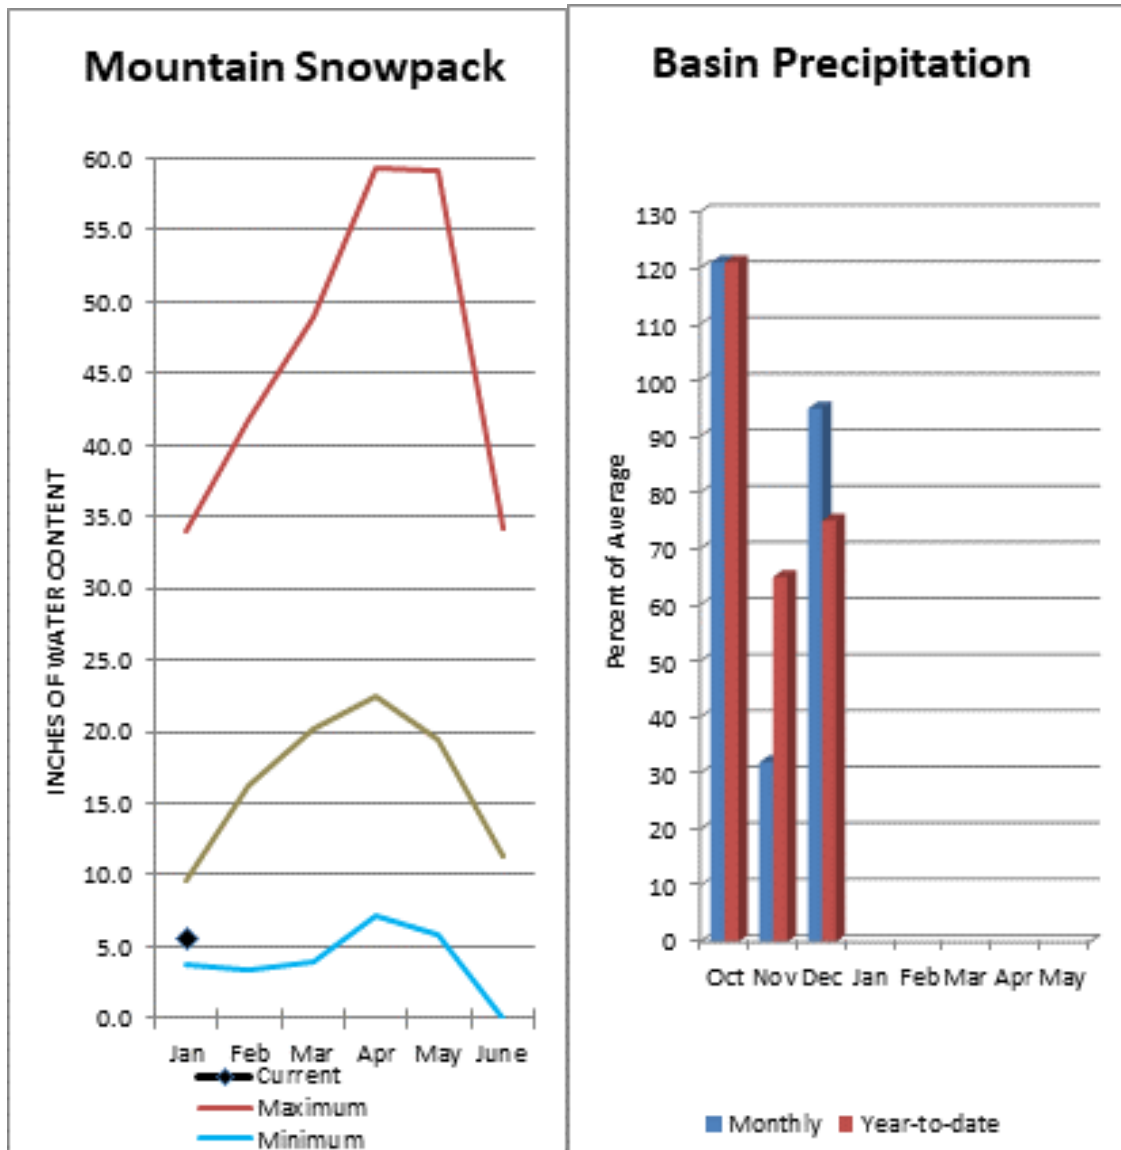 Mountain Snowpack
INCHES OF WATER CONTENT
60.0
55.0
50.0
45.0
40.0
35.0
30.0
25.0
20.0
15.0
10.0
5.0
0.0
Jan Feb Mar Apr May June
Current
Maximum
Minimum
Basin Precipitation
Percent of Average
130
120
110
100
90
80
70
60
50
40
30
20
10
0
Oct Nov Dec Jan Feb Mar Apr May
Monthly Year-to-date